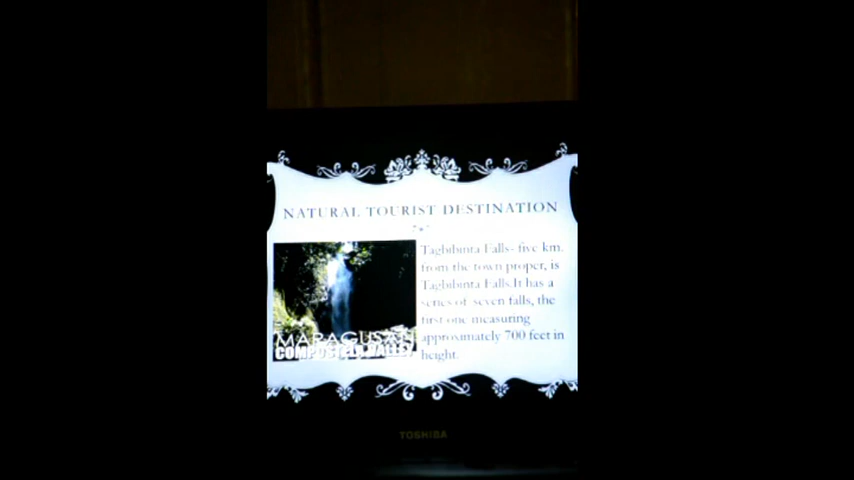 NATURAL TOURIST DESTINATION
Tagbibinta Falls- five km.
from the town proper, is
Tagbibinta Falls.It has a
series of seven falls, the
first one measuring
approximately 700 feet in
height.
MARAGUSAN
COMPOSTELA VALLEY
TOSHIBA